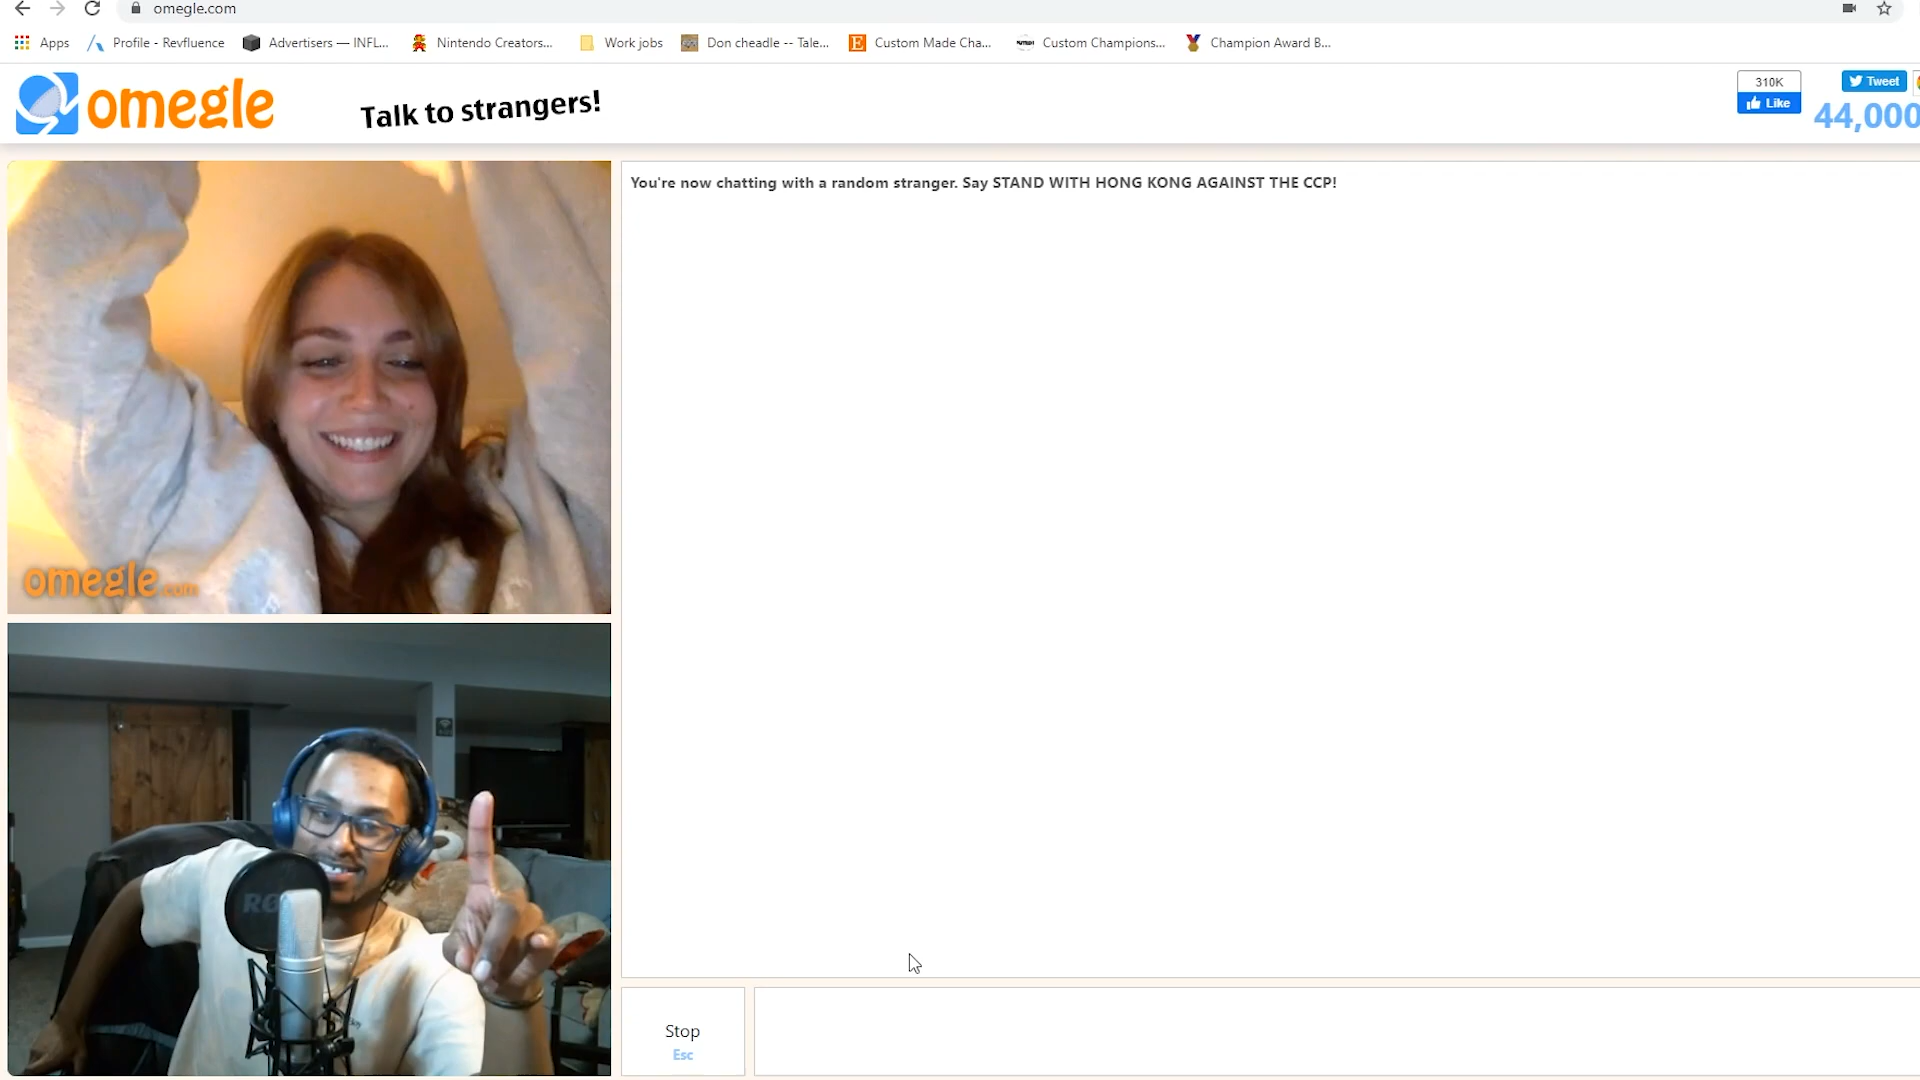 omegle.com
Apps
Profile - Revfluence
Advertisers — INFL...
Nintendo Creators...
Work jobs
Don cheadle -- Tale...
Custom Made Cha...
Custom Champions...
Champion Award B...
omegle
Talk to strangers!
310K
Like
Tweet
44,000
You're now chatting with a random stranger. Say STAND WITH HONG KONG AGAINST THE CCP!
omegle.com
Stop
Esc